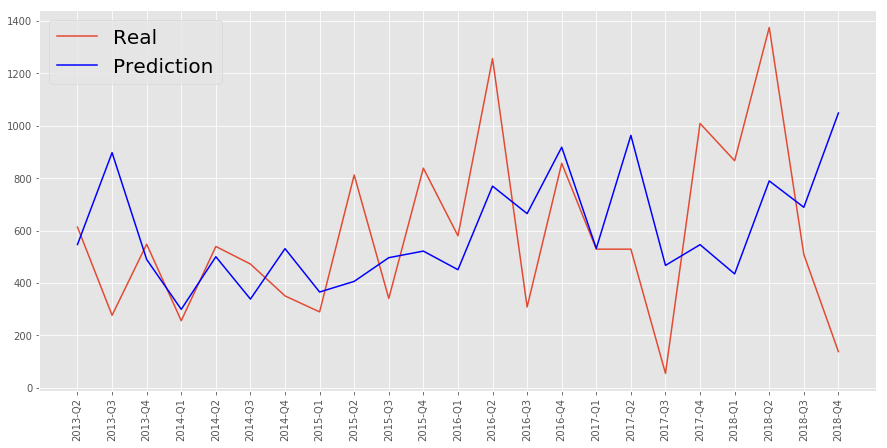 1400
1200
1000
800
600
400
200
0
Real
Prediction
2013-Q2
2013-Q3
2013-Q4
2014-Q1
2014-Q2
2014-Q3
2014-Q4
2015-Q1
2015-Q2
2015-Q3
2015-Q4
2016-Q1
2016-Q2
2016-Q3
2016-Q4
2017-Q1
2017-Q2
2017-Q3
2017-Q4
2018-Q1
2018-Q2
2018-Q3
2018-Q4